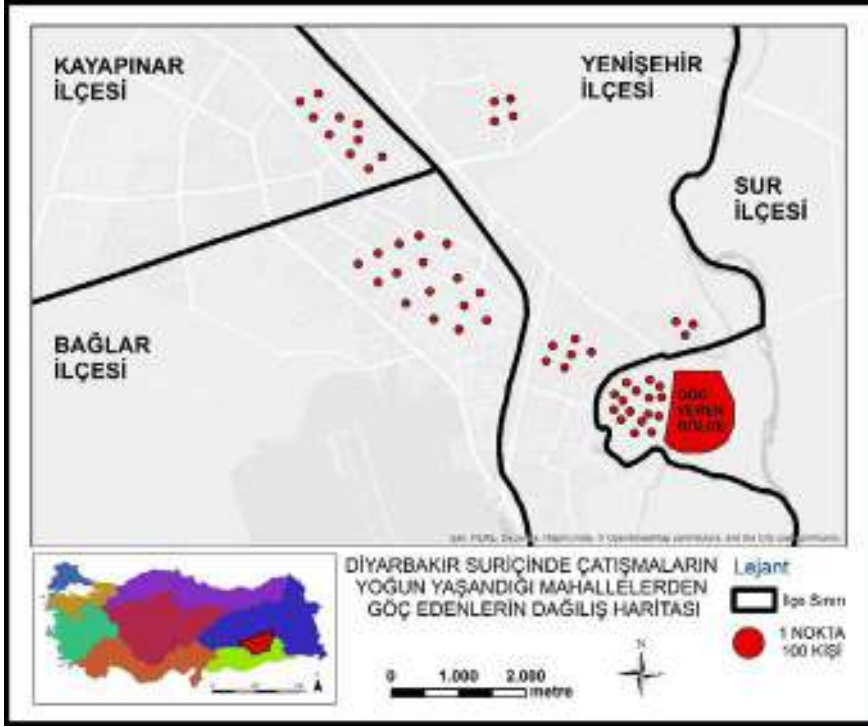 KAYAPINAR
İLÇESİ
YENİŞEHİR
İLÇESİ
SUR
İLÇESİ
BAĞLAR
İLÇESİ
GÖÇ
VEREN
BÖLGE
DİYARBAKIR SURİÇİNDE ÇATIŞMALARIN
YOĞUN YAŞANDIĞI MAHALLELERDEN
GÖÇ EDENLERİN DAĞILIŞ HARİTASI
0 1.000 2.000
metre
N
Lejant
İlçe Sınırı
1 NOKTA
100 KİŞİ